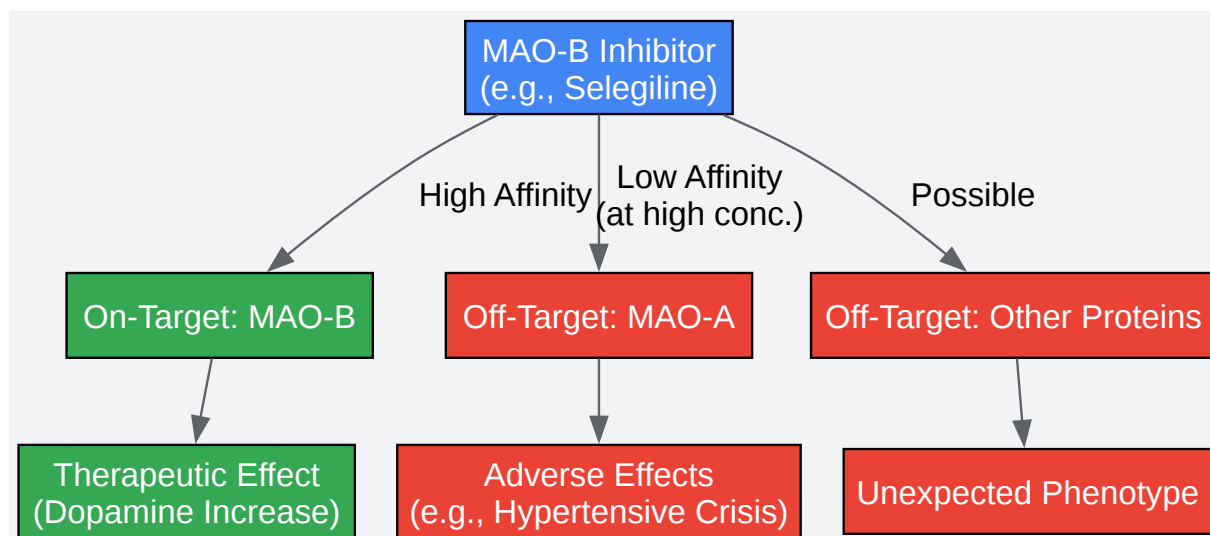 MAO-B Inhibitor
(e.g., Selegiline)
High Affinity
Low Affinity
(at high conc.)
Possible
On-Target: MAO-B
Off-Target: MAO-A
Off-Target: Other Proteins
Therapeutic Effect
(Dopamine Increase)
Adverse Effects
(e.g., Hypertensive Crisis)
Unexpected Phenotype